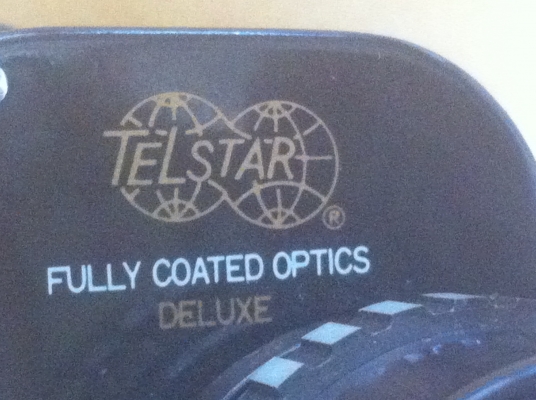 TELSTAR ®
FULLY COATED OPTICS
DELUXE